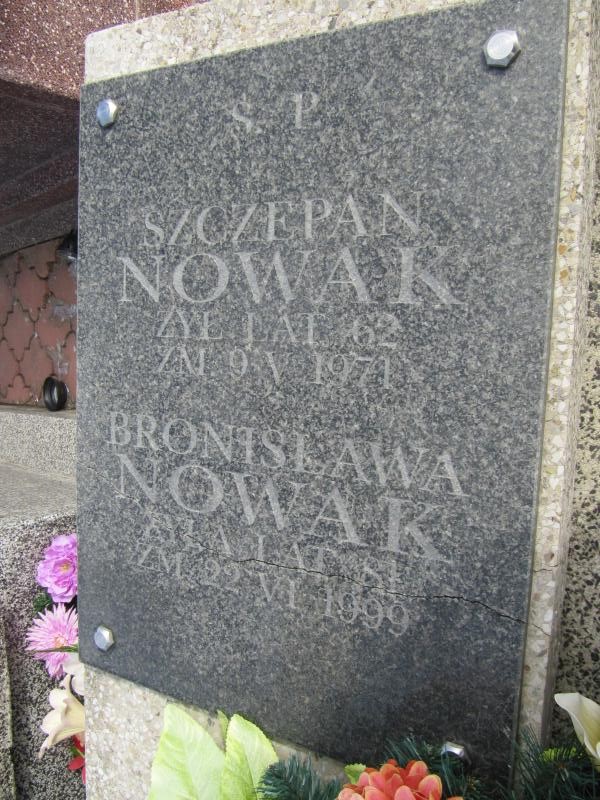 Ś P
SZCZEPAN
NOWAK
ŻYŁ LAT 62
ZM 9 V 1971
BRONISŁAWA
NOWAK
ŻYŁA LAT 81
ZM 22 VI 1999